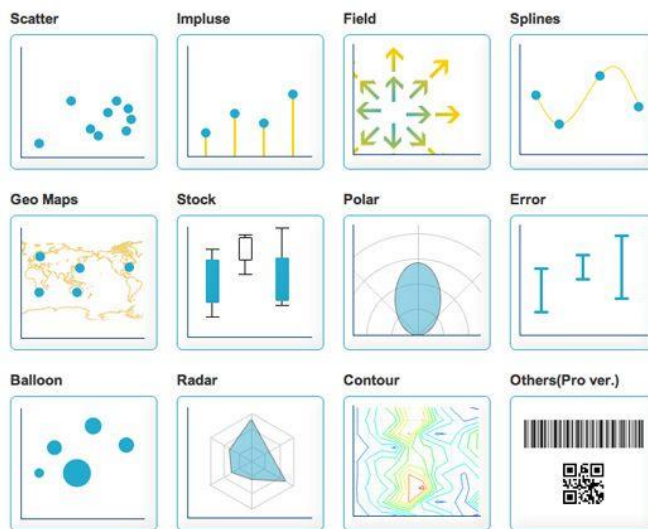 Scatter
Impluse
Field
Splines
Geo Maps
Stock
Polar
Error
Balloon
Radar
Contour
Others(Pro ver.)